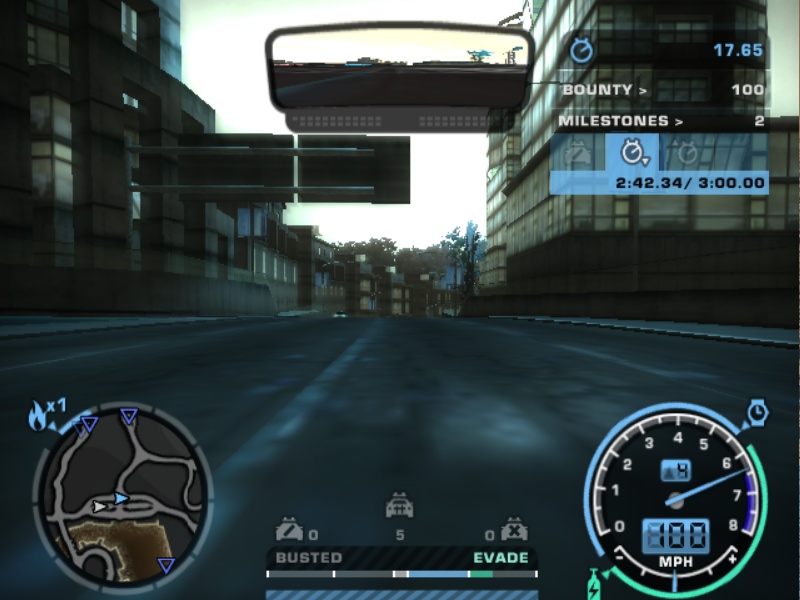 17.65
BOUNTY > 100
MILESTONES > 2
2:42.34/ 3:00.00
x1
0 5 0
BUSTED EVADE
0 1 2 3 4 5 6 7 8
4
100
MPH
- +